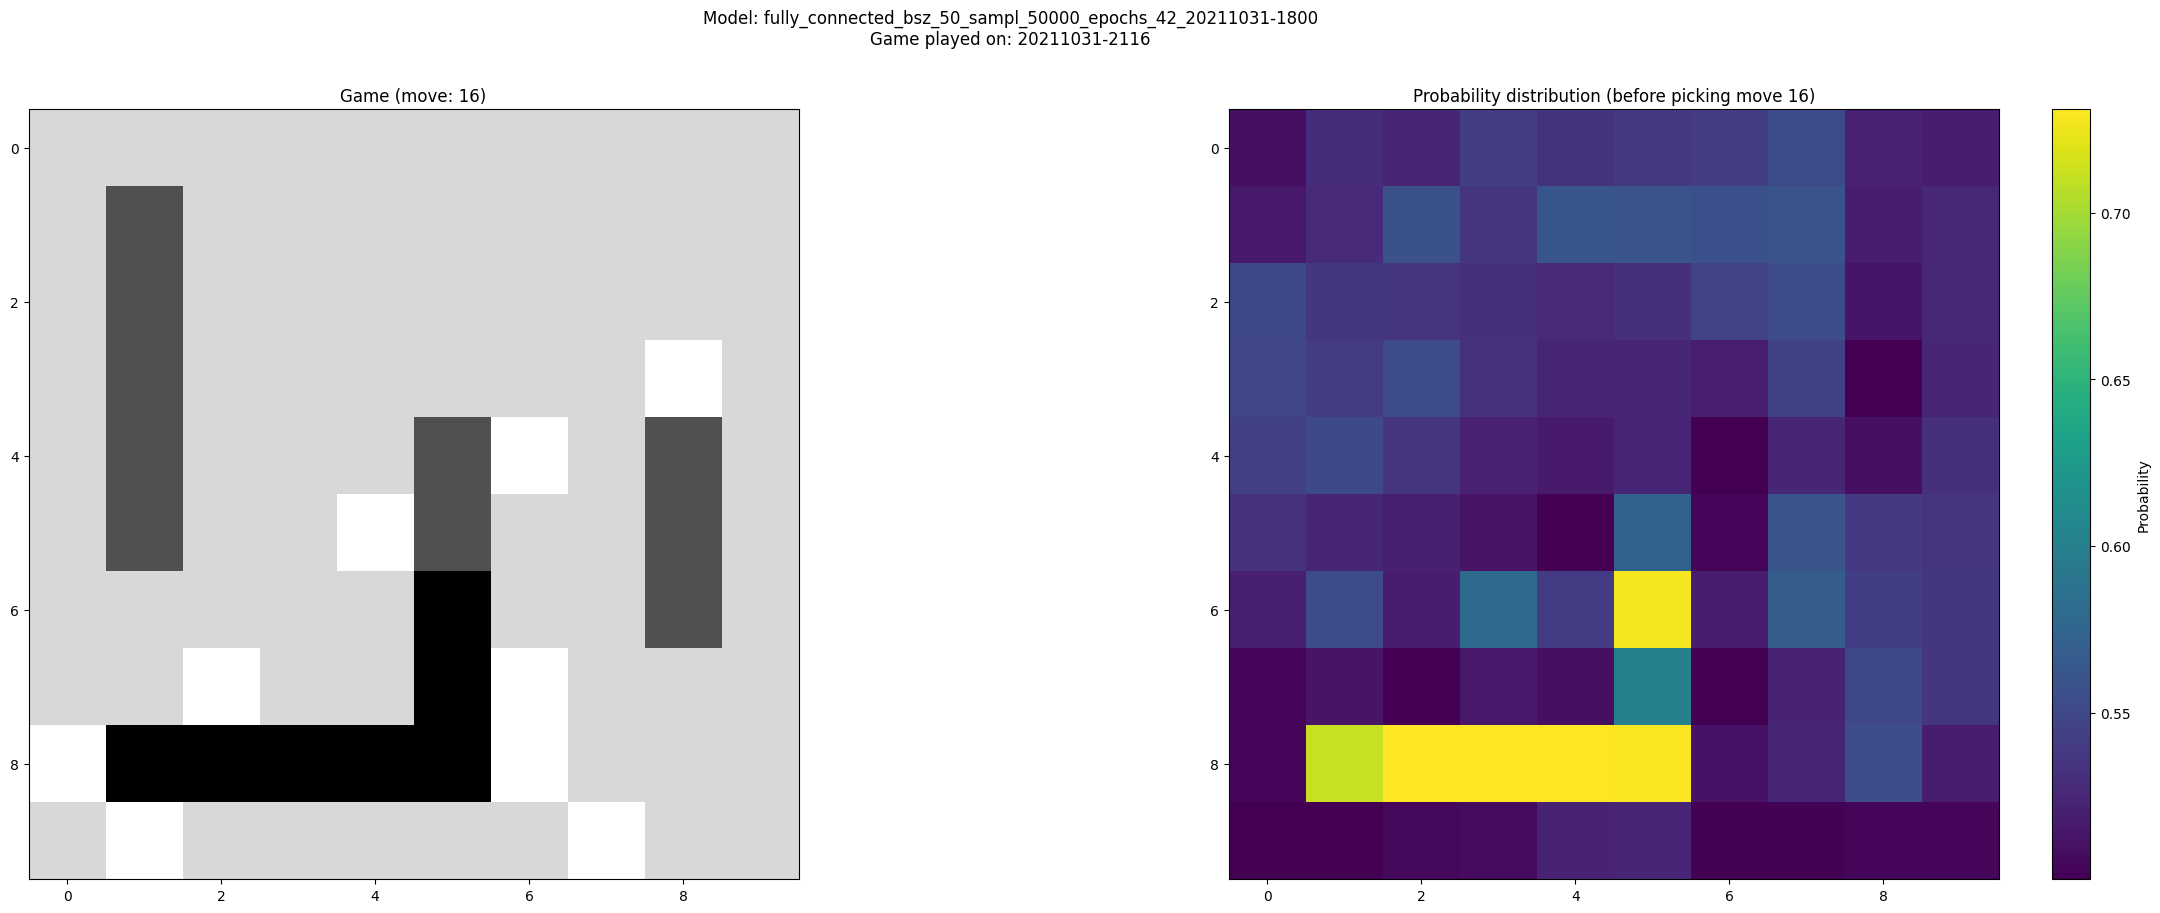 Model: fully_connected_bsz_50_sampl_50000_epochs_42_20211031-1800
Game played on: 20211031-2116
Game (move: 16)
0
2
4
6
8
0 2 4 6 8
Probability distribution (before picking move 16)
0
2
4
6
8
0 2 4 6 8
0.70
0.65
0.60
0.55
Probability